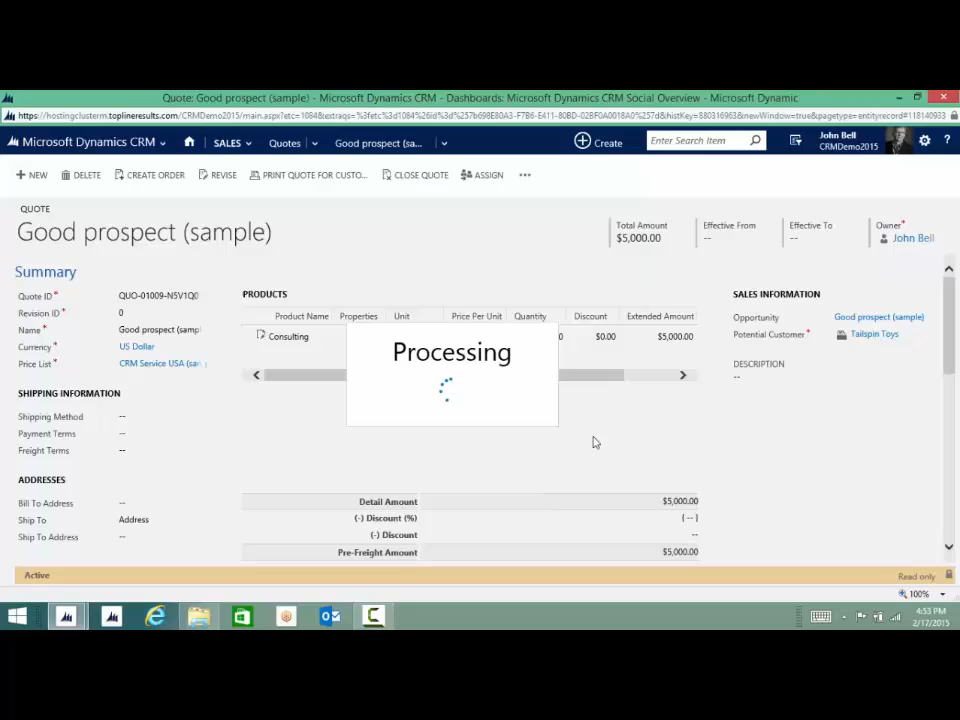 Quote: Good prospect (sample) - Microsoft Dynamics CRM - Dashboards: Microsoft Dynamics CRM Social Overview - Microsoft Dynamic
Microsoft Dynamics CRM
SALES
Quotes
Good prospect (sa...
Create
Enter Search Item
John Bell
CRMDemo2015
?
NEW
DELETE
CREATE ORDER
REVISE
PRINT QUOTE FOR CUSTO...
CLOSE QUOTE
ASSIGN
...
QUOTE
Good prospect (sample)
Total Amount
$5,000.00
Effective From
--
Effective To
--
Owner*
John Bell
Summary
Quote ID* QUO-01009-N5V1Q0
Revision ID* 0
Name* Good prospect (samp
Currency* US Dollar
Price List* CRM Service USA (sa
SHIPPING INFORMATION
Shipping Method --
Payment Terms --
Freight Terms --
ADDRESSES
Bill To Address --
Ship To Address
Ship To Address --
PRODUCTS
Product Name Properties Unit Price Per Unit Quantity Discount Extended Amount
Consulting 0 $0.00 $5,000.00
Processing
Detail Amount $5,000.00
(-) Discount (%) ( -- )
(-) Discount --
Pre-Freight Amount $5,000.00
SALES INFORMATION
Opportunity Good prospect (sample)
Potential Customer* Tailspin Toys
DESCRIPTION
--
Active
Read only
100%
4:53 PM
2/17/2015